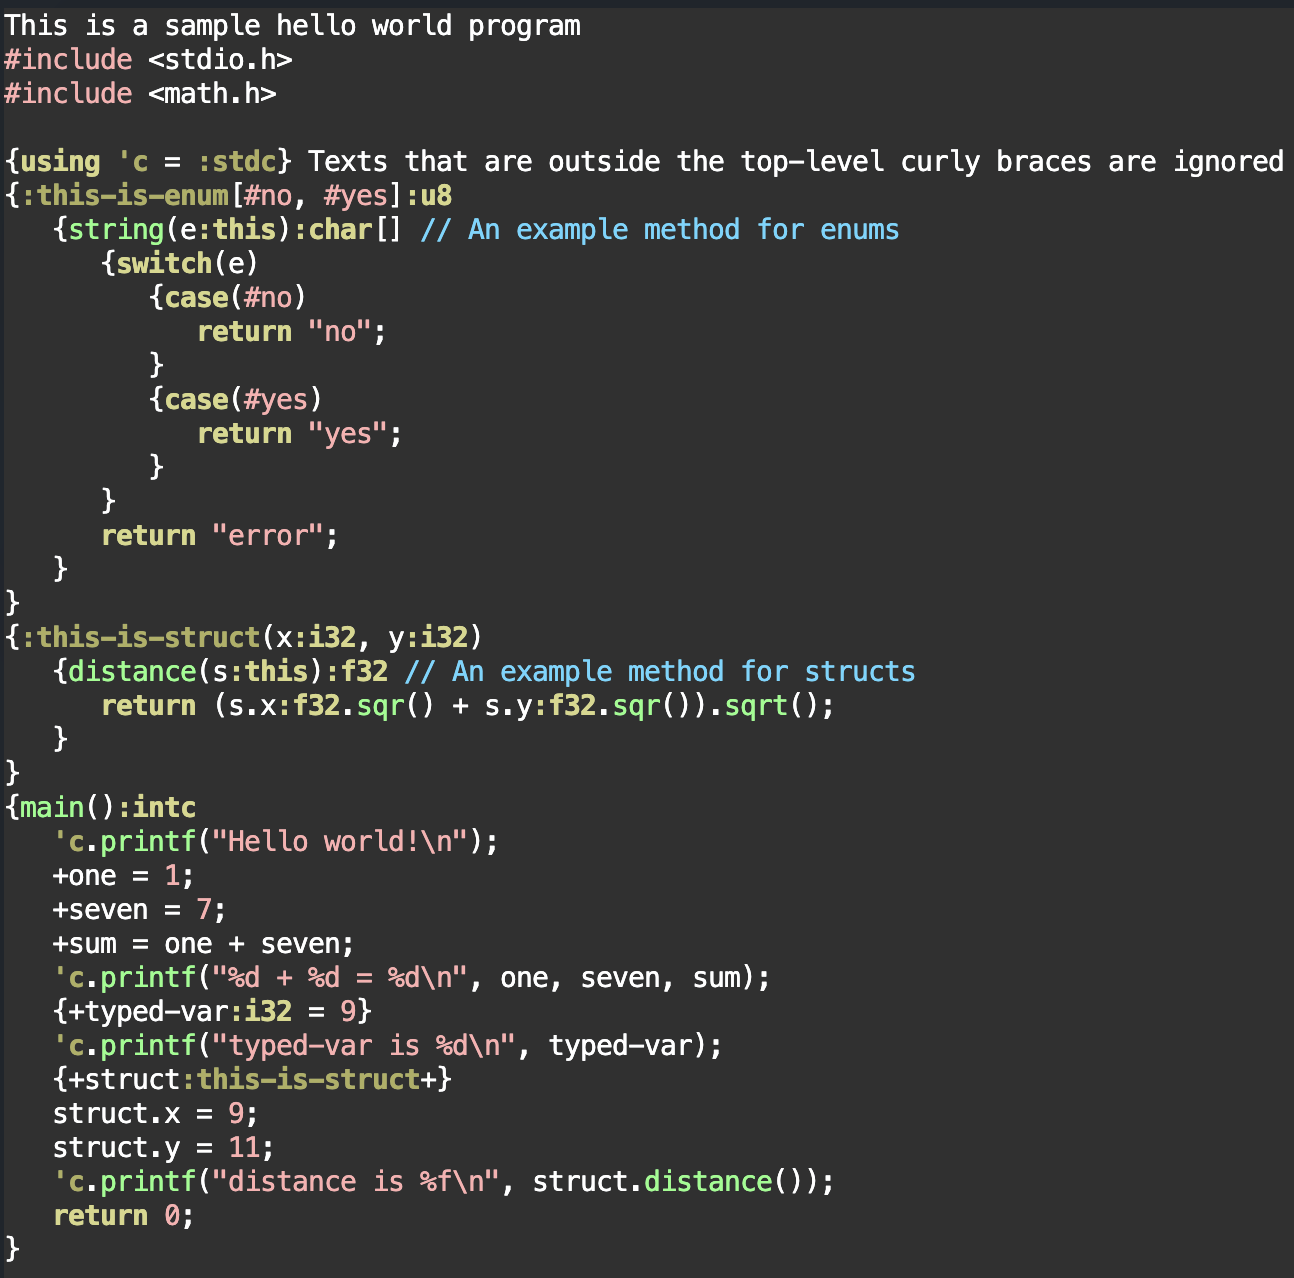 This is a sample hello world program
#include <stdio.h>
#include <math.h>

{using 'c = :stdc} Texts that are outside the top-level curly braces are ignored
{:this-is-enum[#no, #yes]:u8
   {string(e:this):char[] // An example method for enums
      {switch(e)
         {case(#no)
            return "no";
         }
         {case(#yes)
            return "yes";
         }
      }
      return "error";
   }
}
{:this-is-struct(x:i32, y:i32)
   {distance(s:this):f32 // An example method for structs
      return (s.x:f32.sqr() + s.y:f32.sqr()).sqrt();
   }
}
{main():intc
   'c.printf("Hello world!\n");
   +one = 1;
   +seven = 7;
   +sum = one + seven;
   'c.printf("%d + %d = %d\n", one, seven, sum);
   {+typed-var:i32 = 9}
   'c.printf("typed-var is %d\n", typed-var);
   {+struct:this-is-struct+}
   struct.x = 9;
   struct.y = 11;
   'c.printf("distance is %f\n", struct.distance());
   return 0;
}